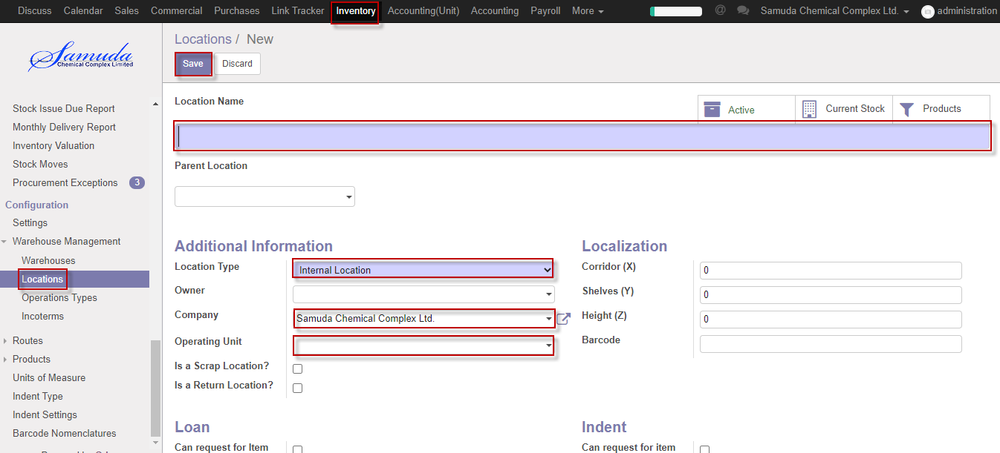 Discuss Calendar Sales Commercial Purchases Link Tracker Inventory Accounting(Unit) Accounting Payroll More @ Samuda Chemical Complex Ltd. administration
Samuda
Chemical Complex Limited
Stock Issue Due Report
Monthly Delivery Report
Inventory Valuation
Stock Moves
Procurement Exceptions 3
Configuration
Settings
Warehouse Management
Warehouses
Locations
Operations Types
Incoterms
Routes
Products
Units of Measure
Indent Type
Indent Settings
Barcode Nomenclatures
Locations / New
Save Discard
Location Name
Active Current Stock Products
Parent Location
Additional Information
Location Type Internal Location
Owner
Company Samuda Chemical Complex Ltd.
Operating Unit
Is a Scrap Location?
Is a Return Location?
Localization
Corridor (X) 0
Shelves (Y) 0
Height (Z) 0
Barcode
Loan
Can request for Item
Indent
Can request for item